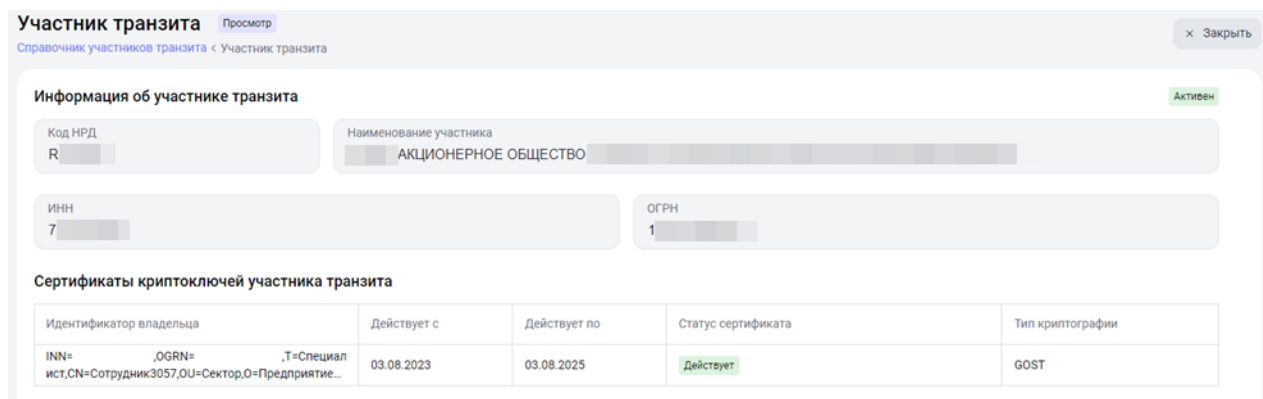 Участник транзита Просмотр
× Закрыть
Справочник участников транзита < Участник транзита
Информация об участнике транзита
Активен
Код НРД
R
Наименование участника
АКЦИОНЕРНОЕ ОБЩЕСТВО
ИНН
7
ОГРН
1
Сертификаты криптоключей участника транзита
Идентификатор владельца Действует с Действует по Статус сертификата Тип криптографии
INN= ,OGRN= ,T=Специал
ист,CN=Сотрудник3057,OU=Сектор,O=Предприятие...
03.08.2023 03.08.2025 Действует GOST